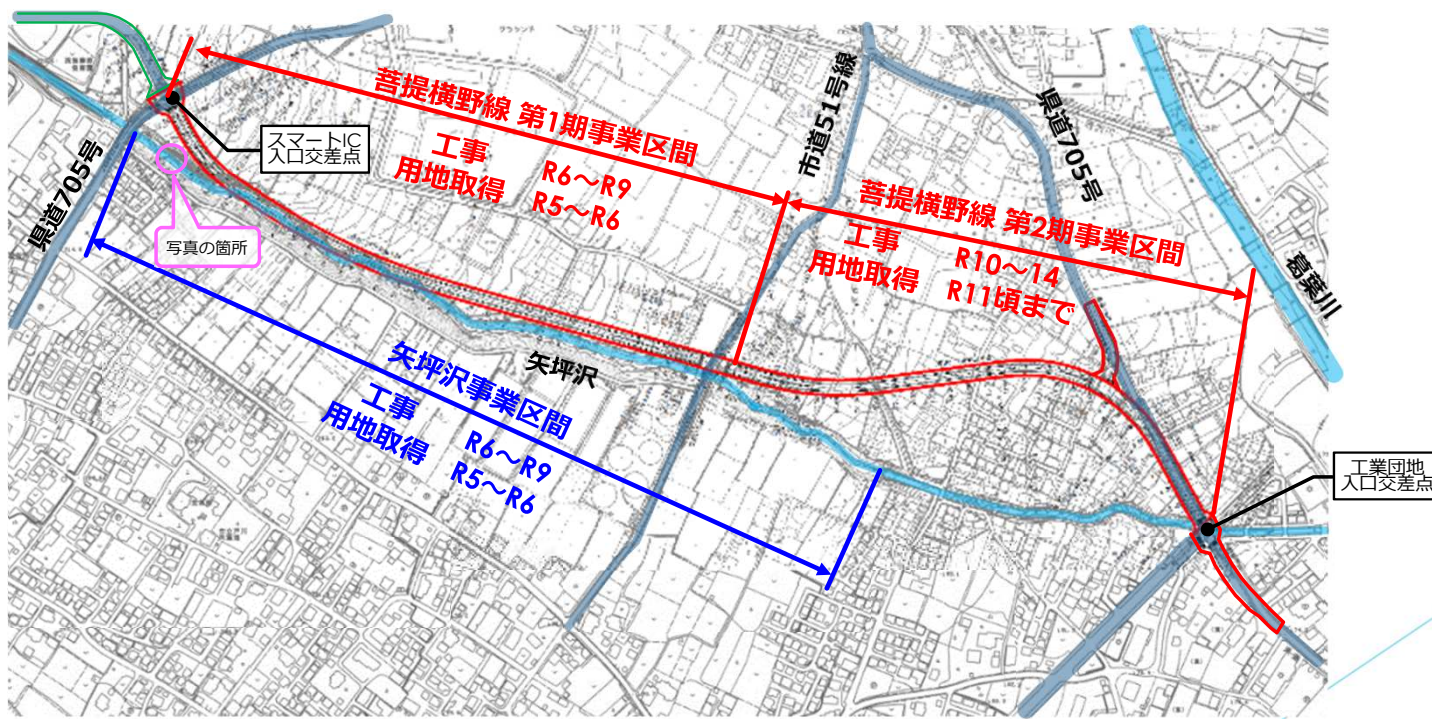 菩提横野線 第1期事業区間
工事 R6～R9
用地取得 R5～R6
スマートIC
入口交差点
県道705号
写真の箇所
市道51号線
県道705号
菩提横野線 第2期事業区間
工事 R10～14
用地取得 R11頃まで
葛葉川
矢坪沢
矢坪沢事業区間
工事 R6～R9
用地取得 R5～R6
工業団地
入口交差点